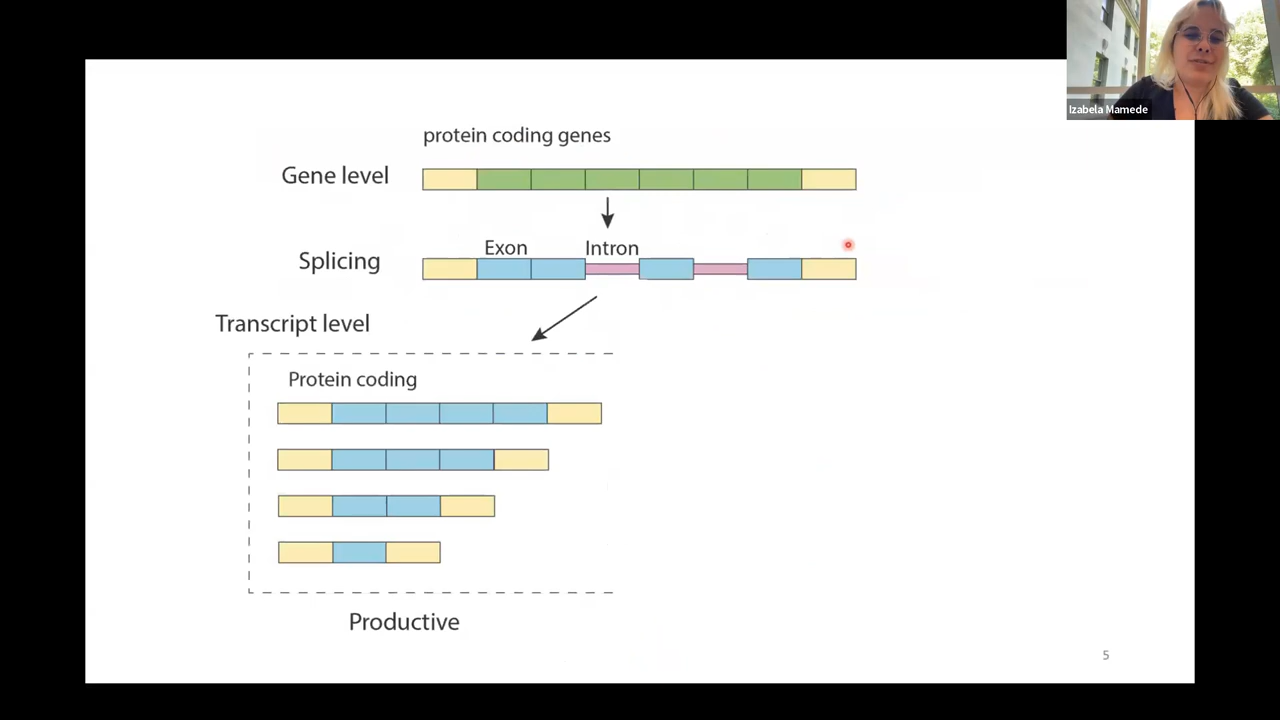 Izabela Mamede
protein coding genes
Gene level
Exon
Intron
Splicing
Transcript level
Protein coding
Productive
5